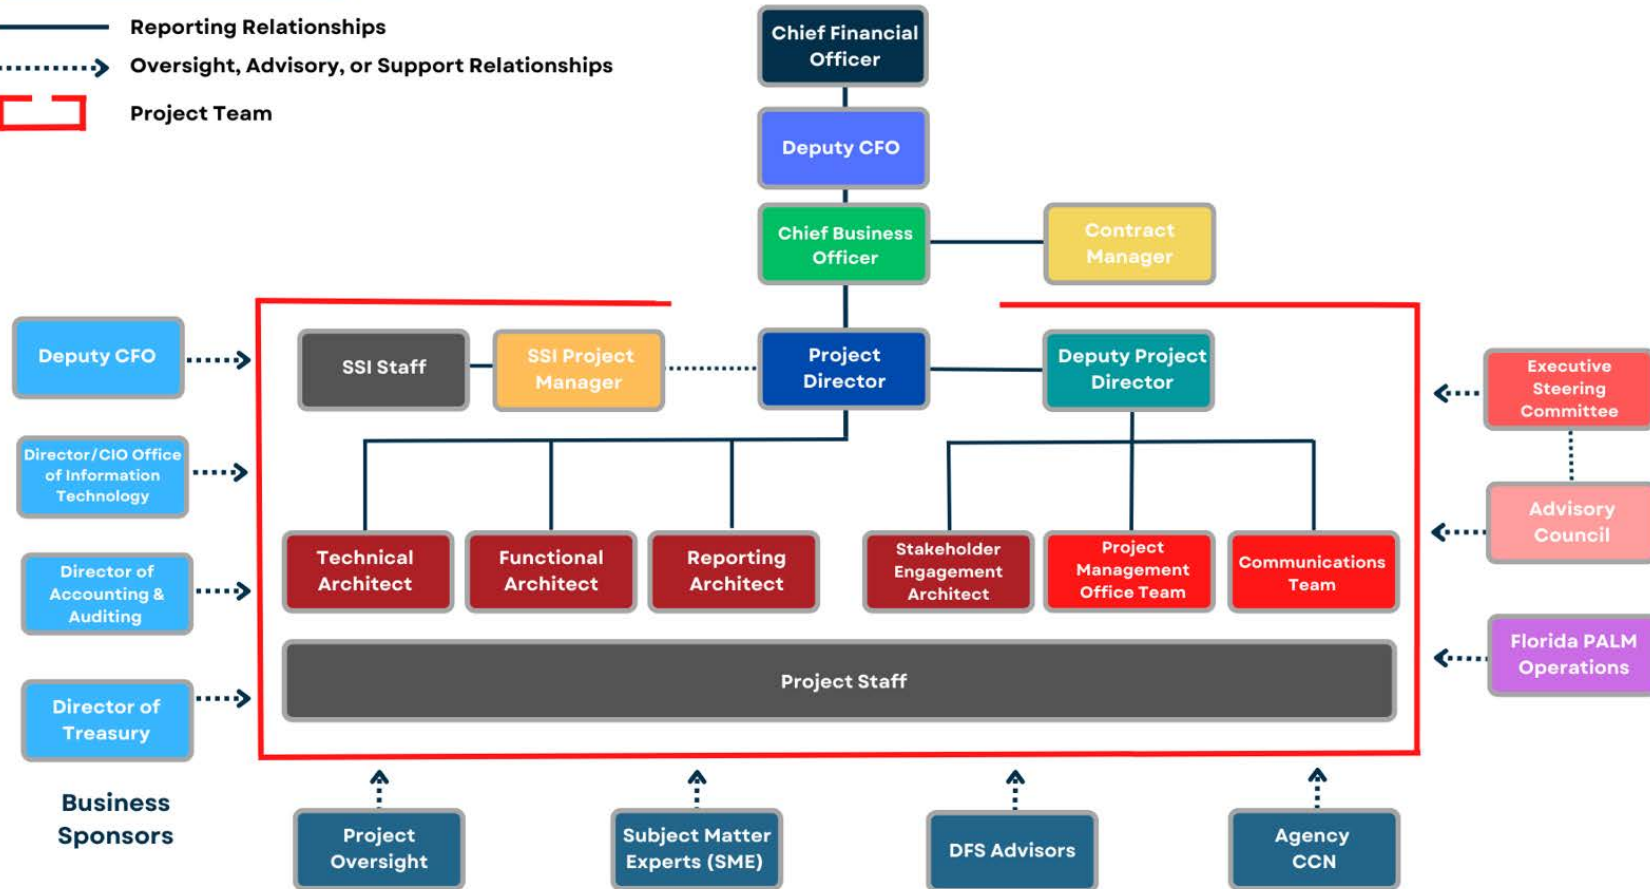 Reporting Relationships
Oversight, Advisory, or Support Relationships
Project Team
Chief Financial
Officer
Deputy CFO
Chief Business
Officer
Contract
Manager
Deputy CFO
SSI Staff
SSI Project
Manager
Project
Director
Deputy Project
Director
Executive
Steering
Committee
Director/CIO Office
of Information
Technology
Advisory
Council
Director of
Accounting &
Auditing
Technical
Architect
Functional
Architect
Reporting
Architect
Stakeholder
Engagement
Architect
Project
Management
Office Team
Communications
Team
Florida PALM
Operations
Director of
Treasury
Project Staff
Business
Sponsors
Project
Oversight
Subject Matter
Experts (SME)
DFS Advisors
Agency
CCN